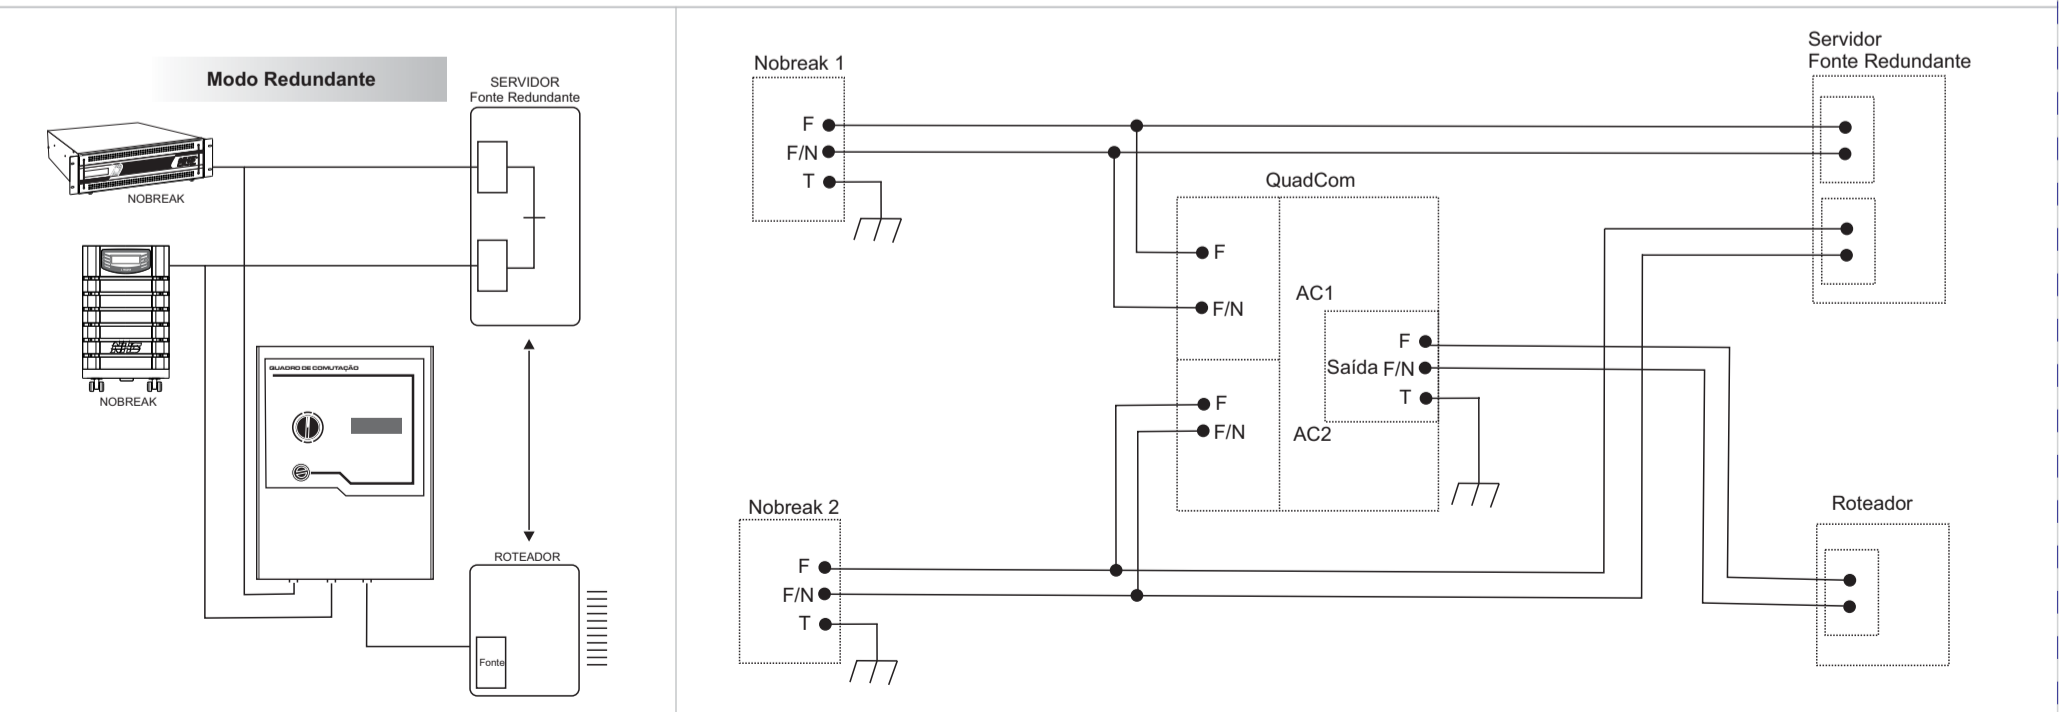 Modo Redundante
SERVIDOR
Fonte Redundante
NOBREAK
NHS
NOBREAK
QUADRO DE COMUTAÇÃO
ROTEADOR
Fonte
Nobreak 1
F
F/N
T
QuadCom
F
F/N
AC1
F
Saída F/N
T
F
F/N
AC2
Nobreak 2
F
F/N
T
Servidor
Fonte Redundante
Roteador